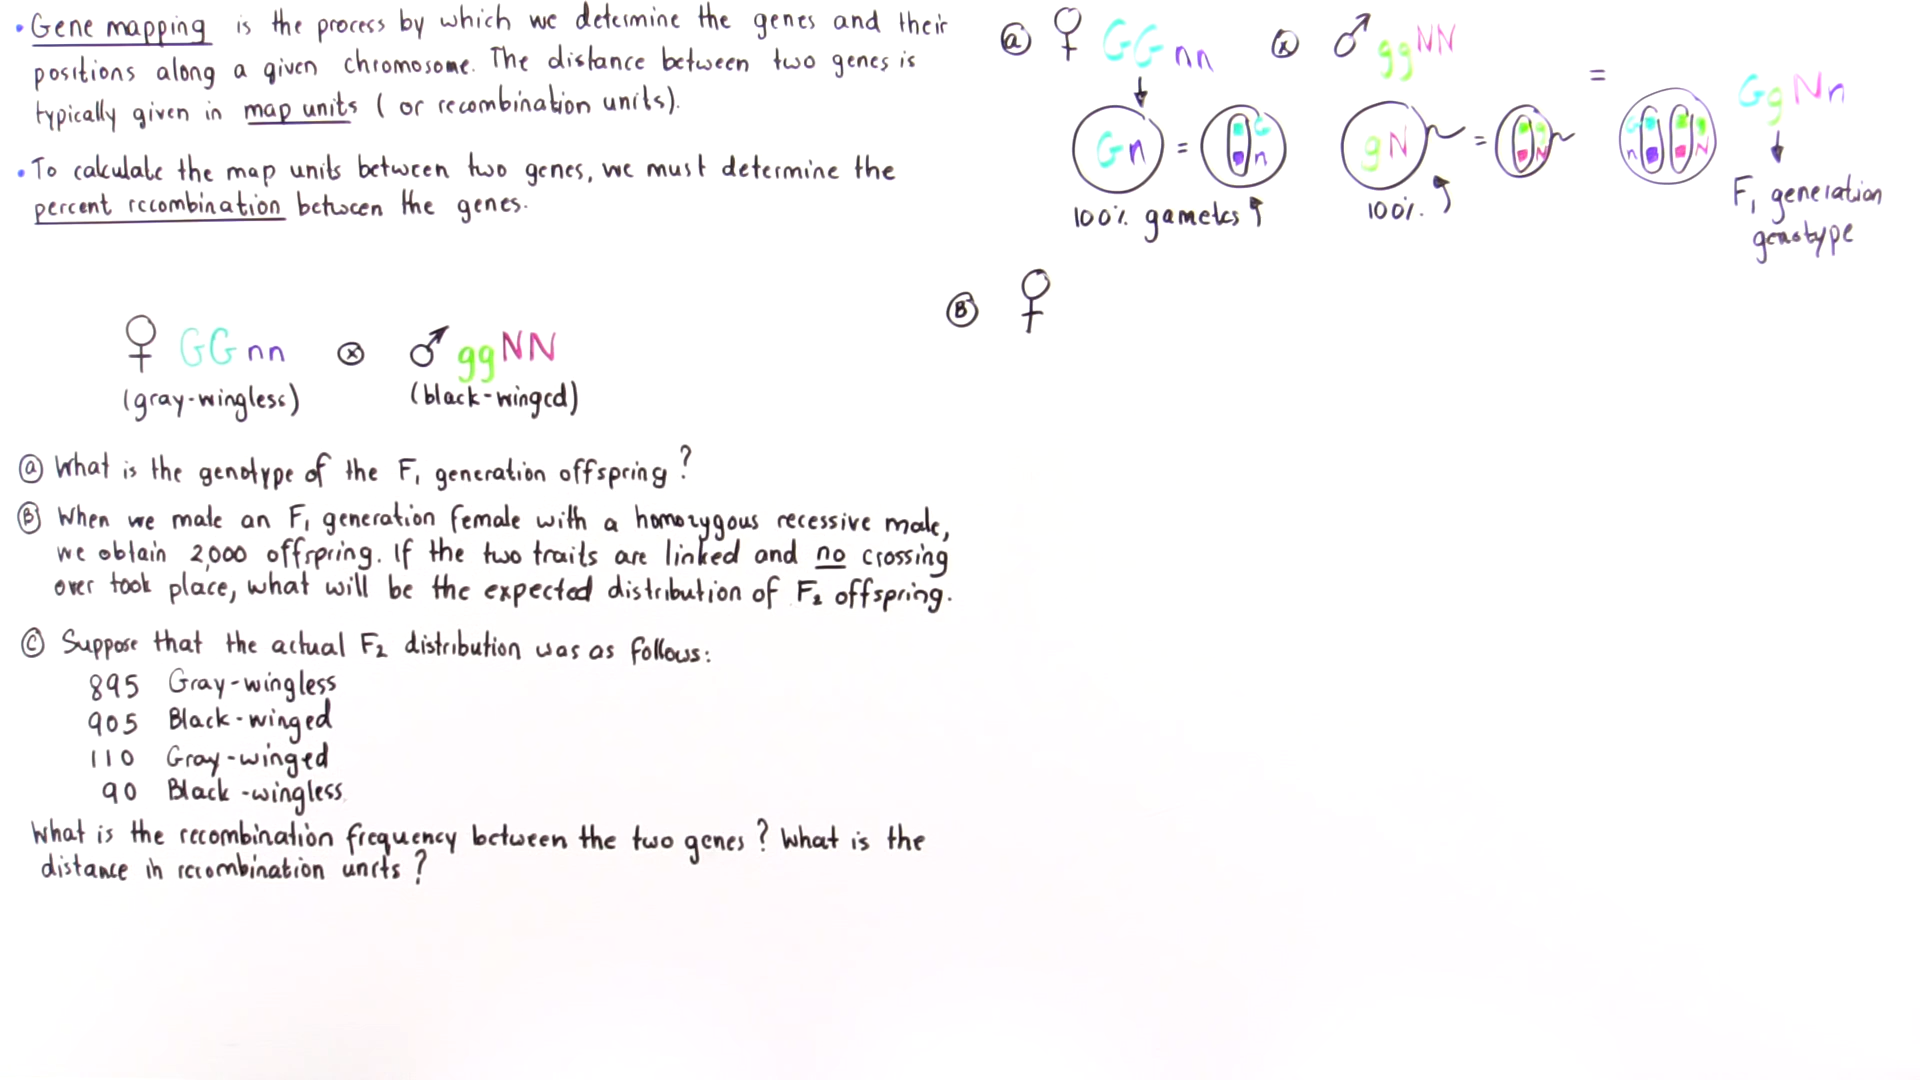 • Gene mapping is the process by which we determine the genes and their
positions along a given chromosome. The distance between two genes is
typically given in map units ( or recombination units).
• To calculate the map units between two genes, we must determine the
percent recombination between the genes.
♀ GGnn ⊗ ♂ ggNN
(gray-wingless) (black-winged)
ⓐ What is the genotype of the F₁ generation offspring?
Ⓑ When we mate an F₁ generation female with a homozygous recessive male,
we obtain 2,000 offspring. If the two traits are linked and no crossing
over took place, what will be the expected distribution of F₂ offspring.
Ⓒ Suppose that the actual F₂ distribution was as follows:
895 Gray-wingless
905 Black-winged
110 Gray-winged
90 Black-wingless
What is the recombination frequency between the two genes? What is the
distance in recombination units?
ⓐ ♀ GGnn ⊗ ♂ ggNN = GgNn
Gn = G n gN = g N G n g N
100% gametes 100%.
F₁ generation
genotype
Ⓑ ♀